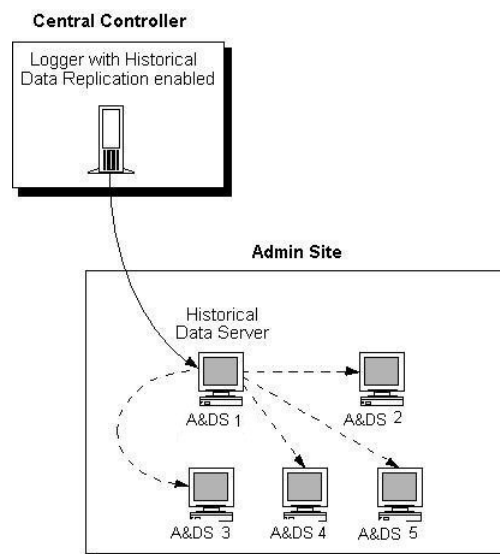 Central Controller
Logger with Historical
Data Replication enabled
Admin Site
Historical
Data Server
A&DS 1
A&DS 2
A&DS 3
A&DS 4
A&DS 5